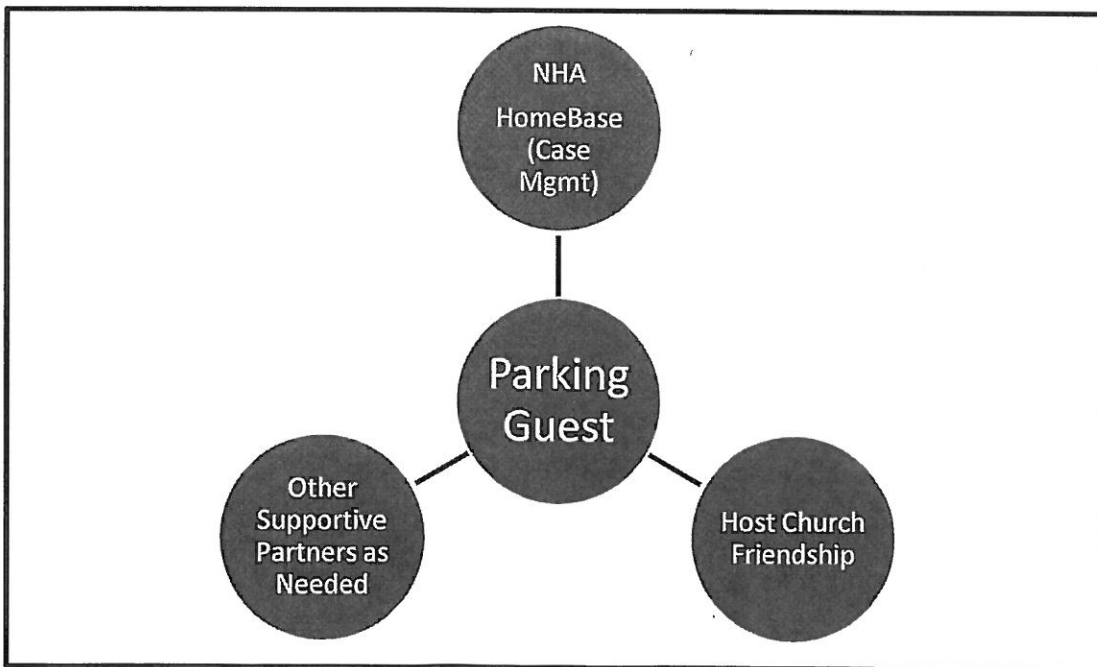 NHA
HomeBase
(Case
Mgmt)
Parking
Guest
Other
Supportive
Partners as
Needed
Host Church
Friendship